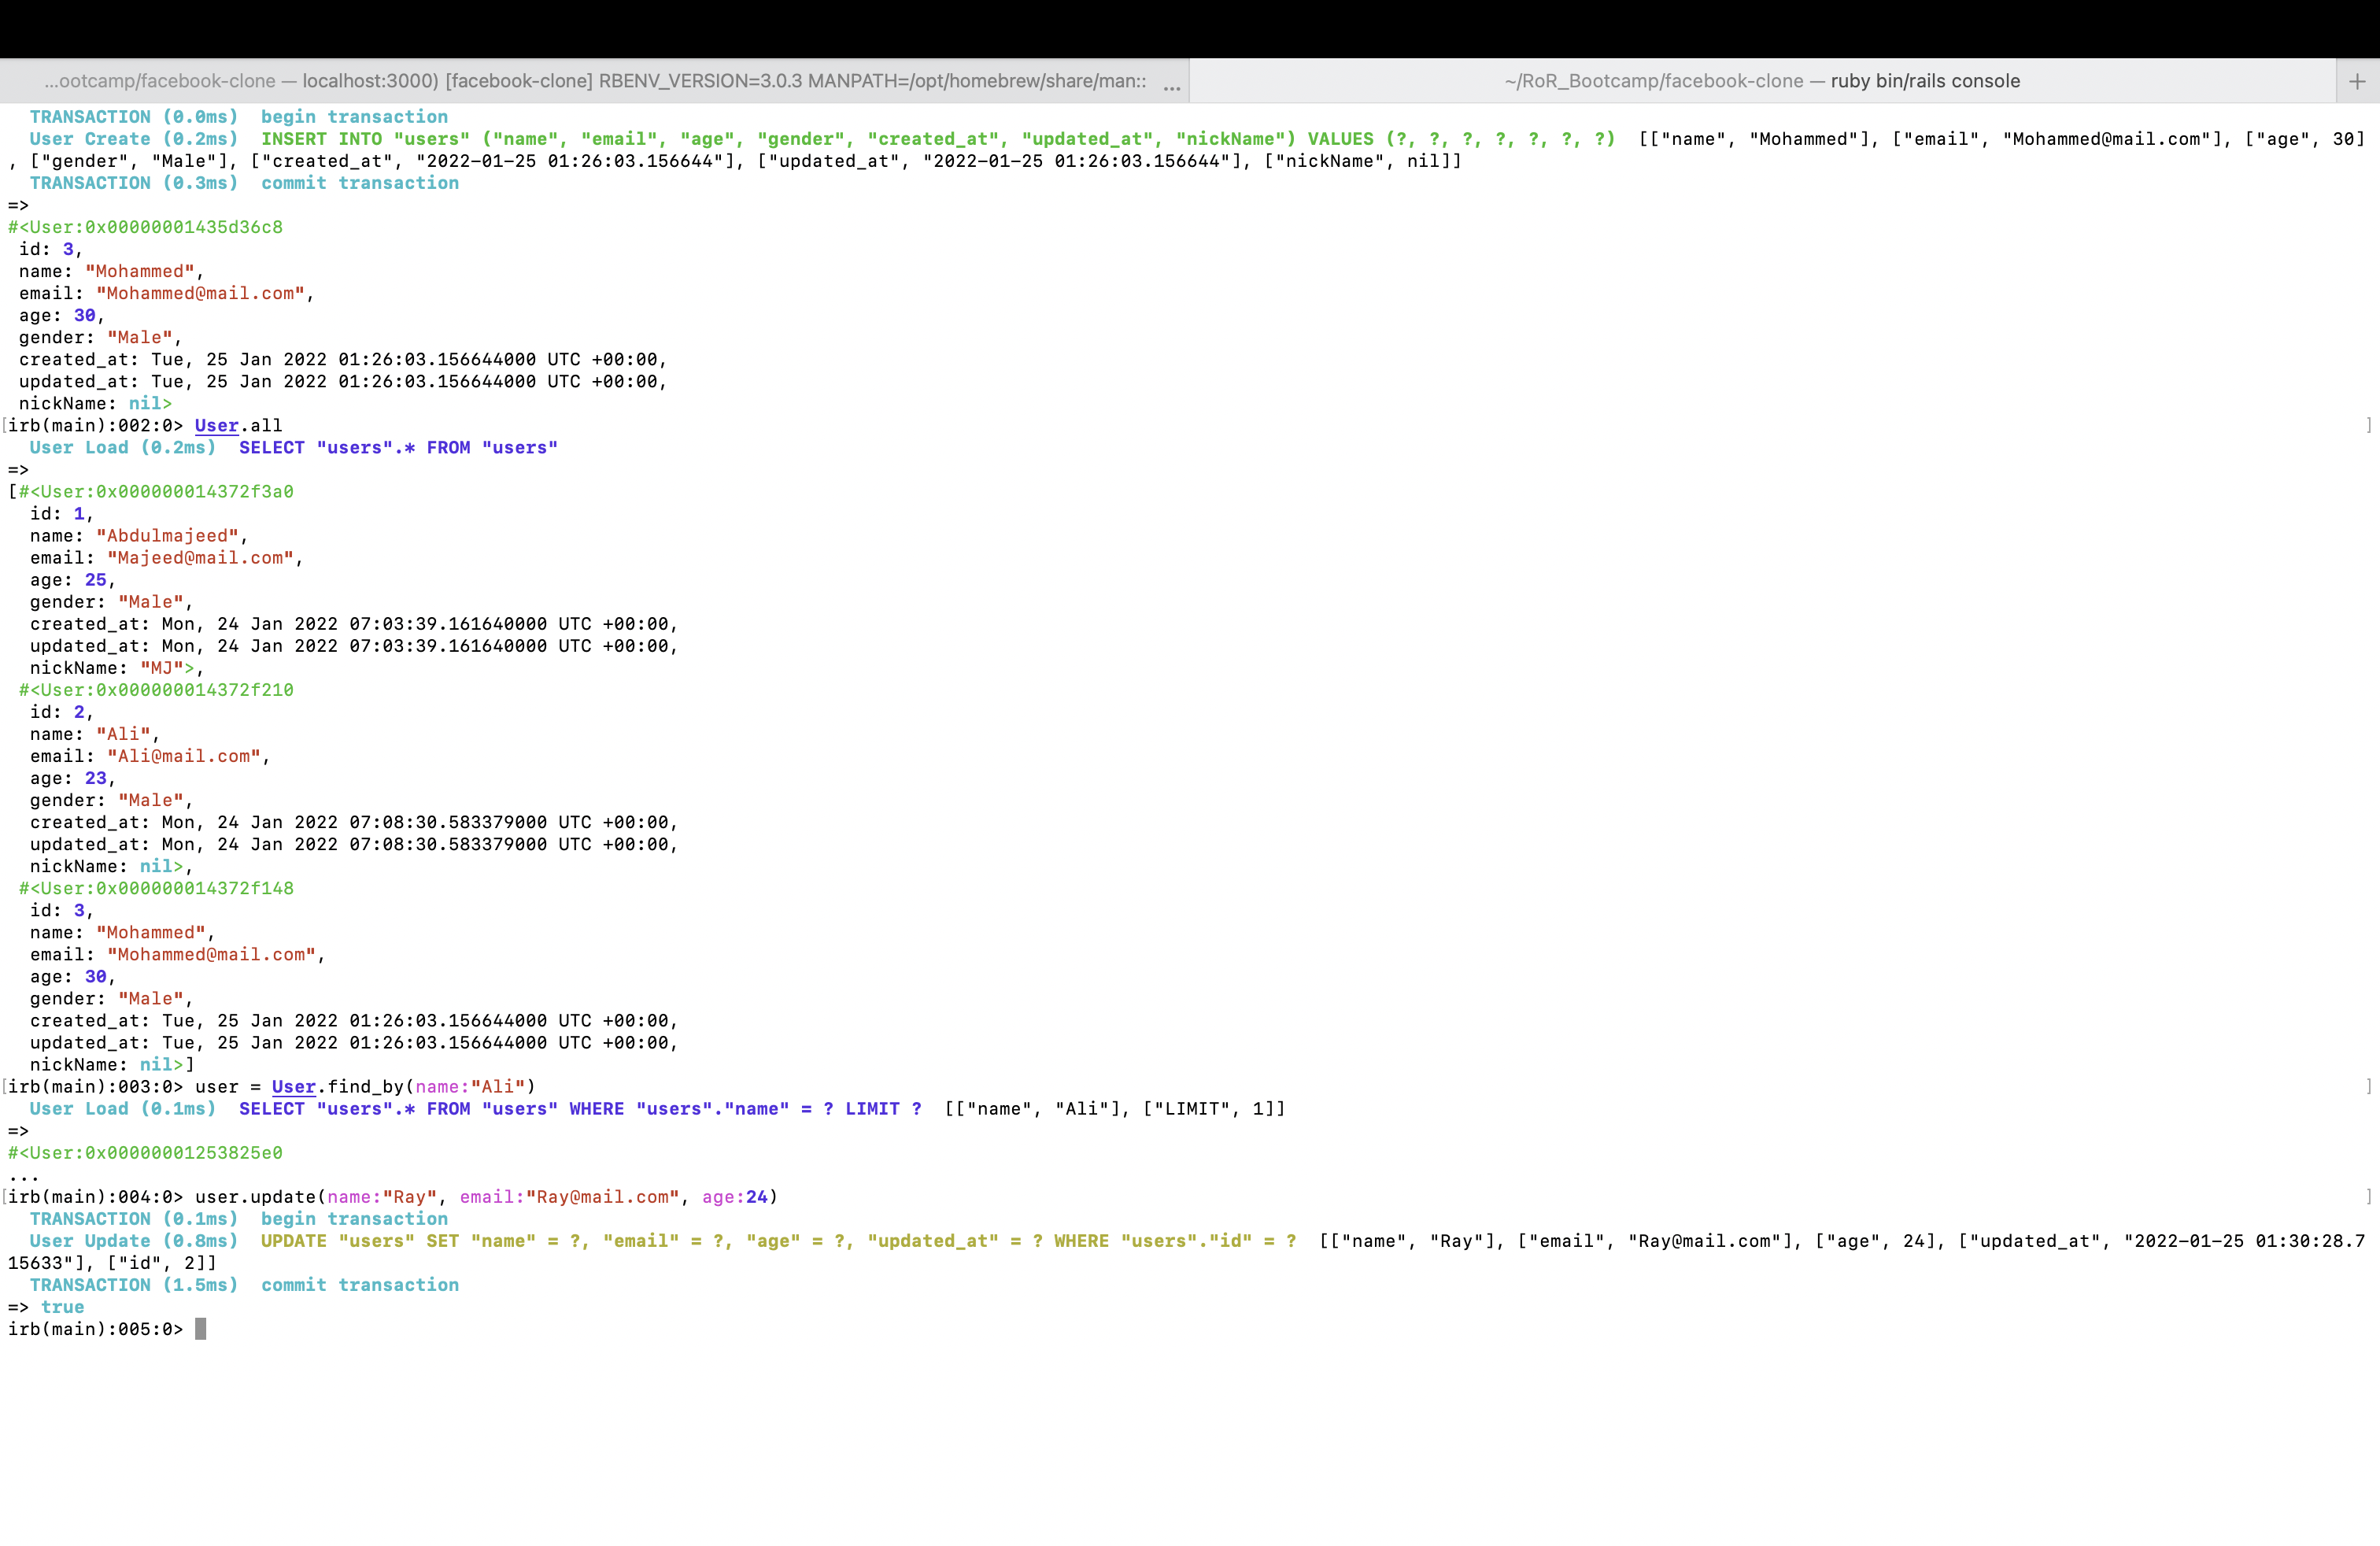 ...ootcamp/facebook-clone — localhost:3000) [facebook-clone] RBENV_VERSION=3.0.3 MANPATH=/opt/homebrew/share/man:: ...
~/RoR_Bootcamp/facebook-clone — ruby bin/rails console +
  TRANSACTION (0.0ms)  begin transaction
  User Create (0.2ms)  INSERT INTO "users" ("name", "email", "age", "gender", "created_at", "updated_at", "nickName") VALUES (?, ?, ?, ?, ?, ?, ?)  [["name", "Mohammed"], ["email", "Mohammed@mail.com"], ["age", 30]
, ["gender", "Male"], ["created_at", "2022-01-25 01:26:03.156644"], ["updated_at", "2022-01-25 01:26:03.156644"], ["nickName", nil]]
  TRANSACTION (0.3ms)  commit transaction
=>
#<User:0x00000001435d36c8
 id: 3,
 name: "Mohammed",
 email: "Mohammed@mail.com",
 age: 30,
 gender: "Male",
 created_at: Tue, 25 Jan 2022 01:26:03.156644000 UTC +00:00,
 updated_at: Tue, 25 Jan 2022 01:26:03.156644000 UTC +00:00,
 nickName: nil>
[irb(main):002:0> User.all ]
  User Load (0.2ms)  SELECT "users".* FROM "users"
=>
[#<User:0x000000014372f3a0
  id: 1,
  name: "Abdulmajeed",
  email: "Majeed@mail.com",
  age: 25,
  gender: "Male",
  created_at: Mon, 24 Jan 2022 07:03:39.161640000 UTC +00:00,
  updated_at: Mon, 24 Jan 2022 07:03:39.161640000 UTC +00:00,
  nickName: "MJ">,
 #<User:0x000000014372f210
  id: 2,
  name: "Ali",
  email: "Ali@mail.com",
  age: 23,
  gender: "Male",
  created_at: Mon, 24 Jan 2022 07:08:30.583379000 UTC +00:00,
  updated_at: Mon, 24 Jan 2022 07:08:30.583379000 UTC +00:00,
  nickName: nil>,
 #<User:0x000000014372f148
  id: 3,
  name: "Mohammed",
  email: "Mohammed@mail.com",
  age: 30,
  gender: "Male",
  created_at: Tue, 25 Jan 2022 01:26:03.156644000 UTC +00:00,
  updated_at: Tue, 25 Jan 2022 01:26:03.156644000 UTC +00:00,
  nickName: nil>]
[irb(main):003:0> user = User.find_by(name:"Ali") ]
  User Load (0.1ms)  SELECT "users".* FROM "users" WHERE "users"."name" = ? LIMIT ?  [["name", "Ali"], ["LIMIT", 1]]
=>
#<User:0x00000001253825e0
...
[irb(main):004:0> user.update(name:"Ray", email:"Ray@mail.com", age:24) ]
  TRANSACTION (0.1ms)  begin transaction
  User Update (0.8ms)  UPDATE "users" SET "name" = ?, "email" = ?, "age" = ?, "updated_at" = ? WHERE "users"."id" = ?  [["name", "Ray"], ["email", "Ray@mail.com"], ["age", 24], ["updated_at", "2022-01-25 01:30:28.7
15633"], ["id", 2]]
  TRANSACTION (1.5ms)  commit transaction
=> true
irb(main):005:0>